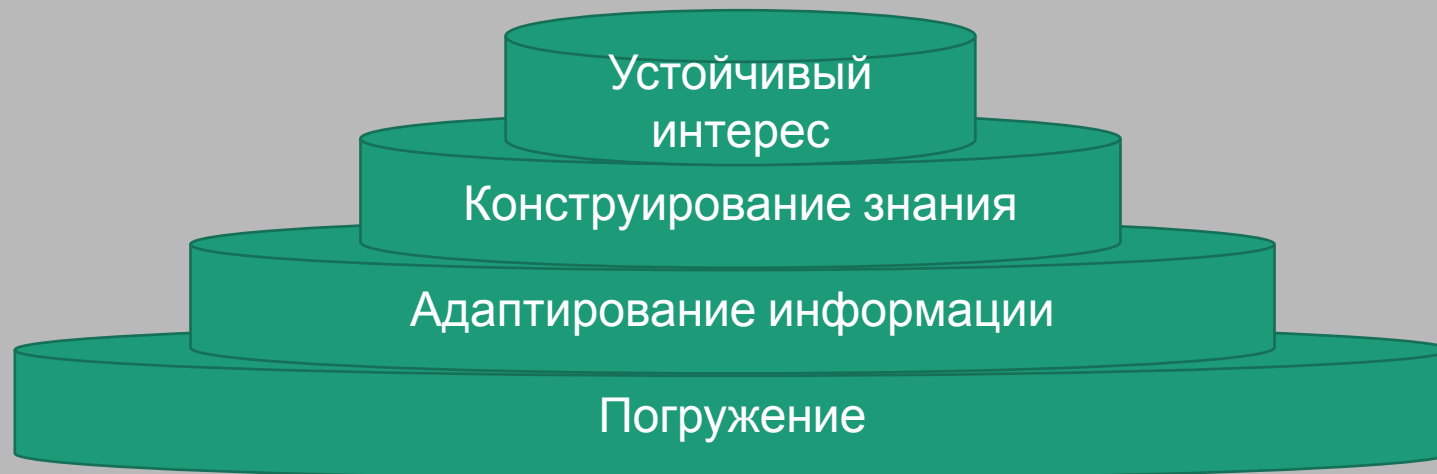 Устойчивый
интерес
Конструирование знания
Адаптирование информации
Погружение